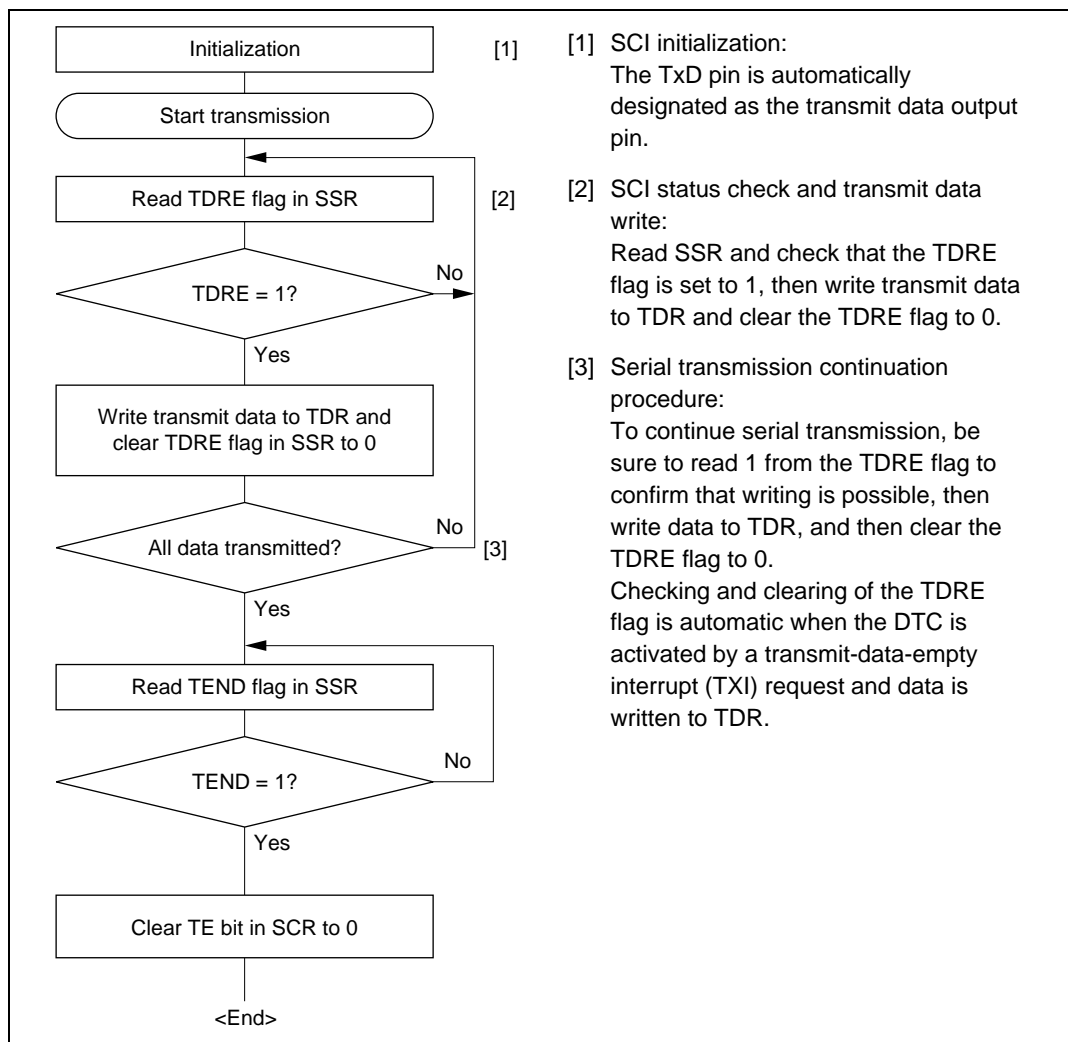 Initialization
[1]
Start transmission
Read TDRE flag in SSR
[2]
No
TDRE = 1?
Yes
Write transmit data to TDR and
clear TDRE flag in SSR to 0
No
All data transmitted?
[3]
Yes
Read TEND flag in SSR
No
TEND = 1?
Yes
Clear TE bit in SCR to 0
<End>
[1] SCI initialization:
The TxD pin is automatically
designated as the transmit data output
pin.
[2] SCI status check and transmit data
write:
Read SSR and check that the TDRE
flag is set to 1, then write transmit data
to TDR and clear the TDRE flag to 0.
[3] Serial transmission continuation
procedure:
To continue serial transmission, be
sure to read 1 from the TDRE flag to
confirm that writing is possible, then
write data to TDR, and then clear the
TDRE flag to 0.
Checking and clearing of the TDRE
flag is automatic when the DTC is
activated by a transmit-data-empty
interrupt (TXI) request and data is
written to TDR.